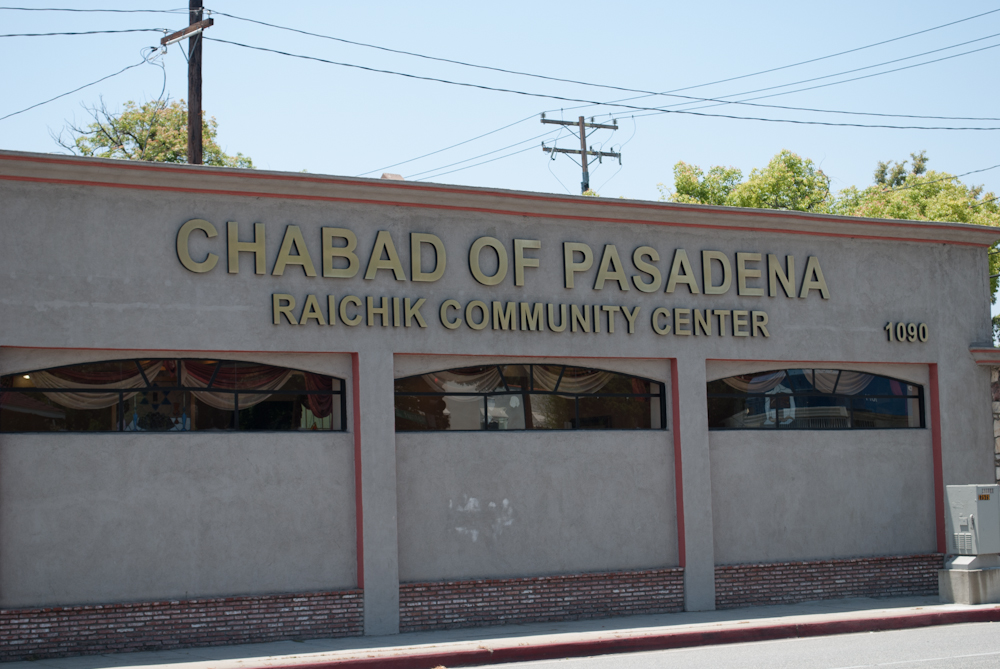 CHABAD OF PASADENA
RAICHIK COMMUNITY CENTER
1090